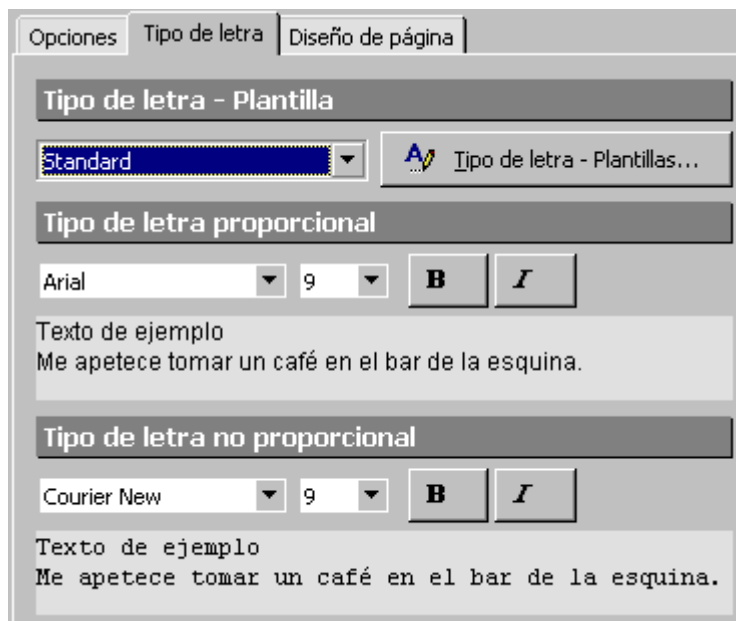 Opciones Tipo de letra Diseño de página
Tipo de letra - Plantilla
Standard Tipo de letra - Plantillas...
Tipo de letra proporcional
Arial 9 B I
Texto de ejemplo
Me apetece tomar un café en el bar de la esquina.
Tipo de letra no proporcional
Courier New 9 B I
Texto de ejemplo
Me apetece tomar un café en el bar de la esquina.